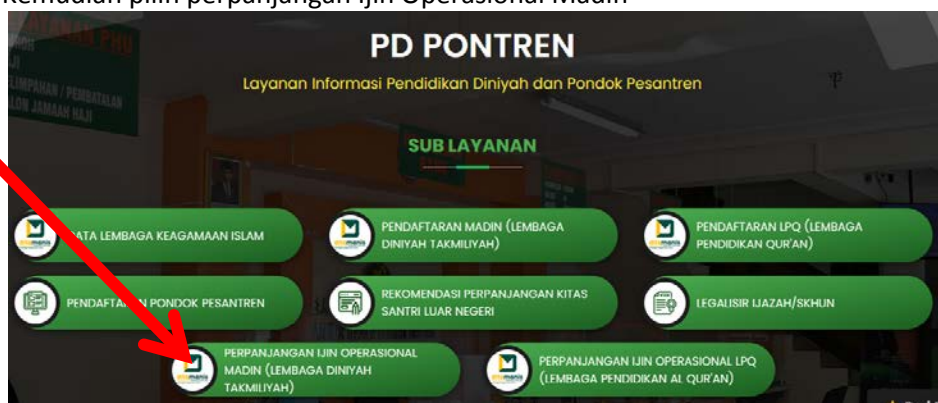 Kemudian pilih perpanjangan ijin Operasional Madin
PD PONTREN
Layanan Informasi Pendidikan Diniyah dan Pondok Pesantren
SUB LAYANAN
DATA LEMBAGA KEAGAMAAN ISLAM
PENDAFTARAN MADIN (LEMBAGA
DINIYAH TAKMILIYAH)
PENDAFTARAN LPQ (LEMBAGA
PENDIDIKAN QUR'AN)
PENDAFTARAN PONDOK PESANTREN
REKOMENDASI PERPANJANGAN KITAS
SANTRI LUAR NEGERI
LEGALISIR IJAZAH/SKHUN
PERPANJANGAN IJIN OPERASIONAL
MADIN (LEMBAGA DINIYAH
TAKMILIYAH)
PERPANJANGAN IJIN OPERASIONAL LPQ
(LEMBAGA PENDIDIKAN AL QUR'AN)